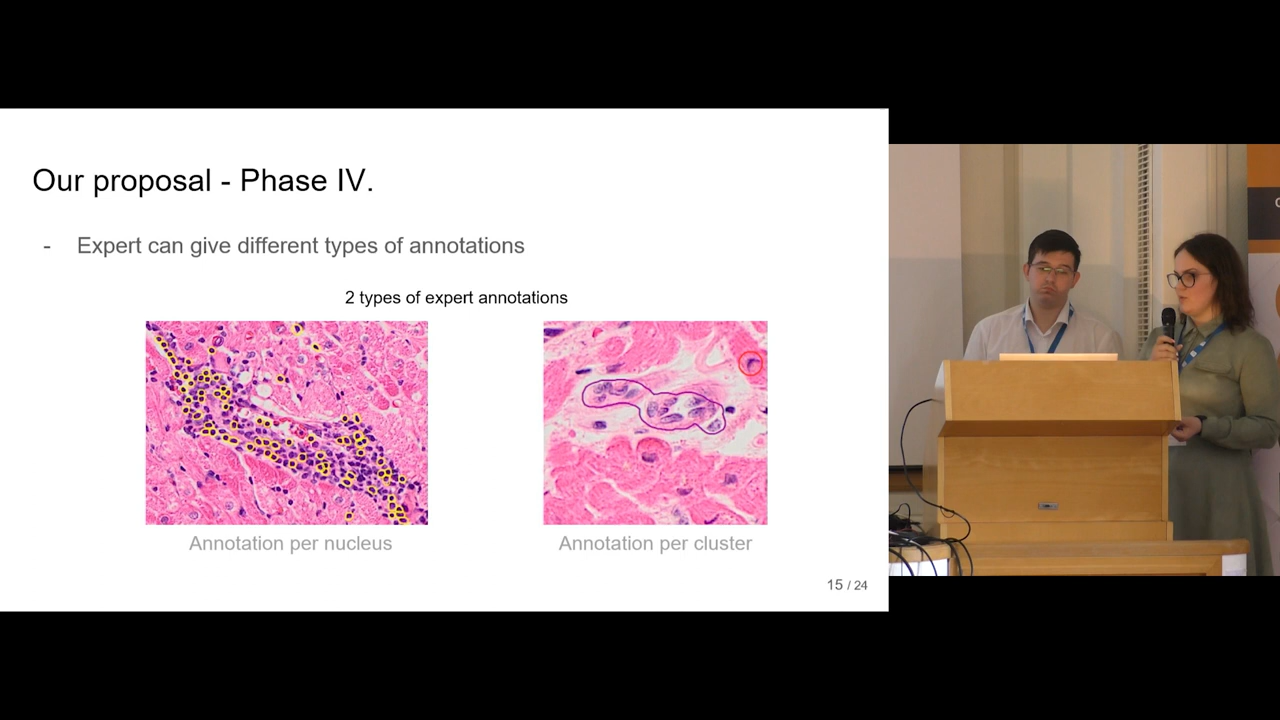 Our proposal - Phase IV.
- Expert can give different types of annotations
2 types of expert annotations
Annotation per nucleus
Annotation per cluster
15 / 24